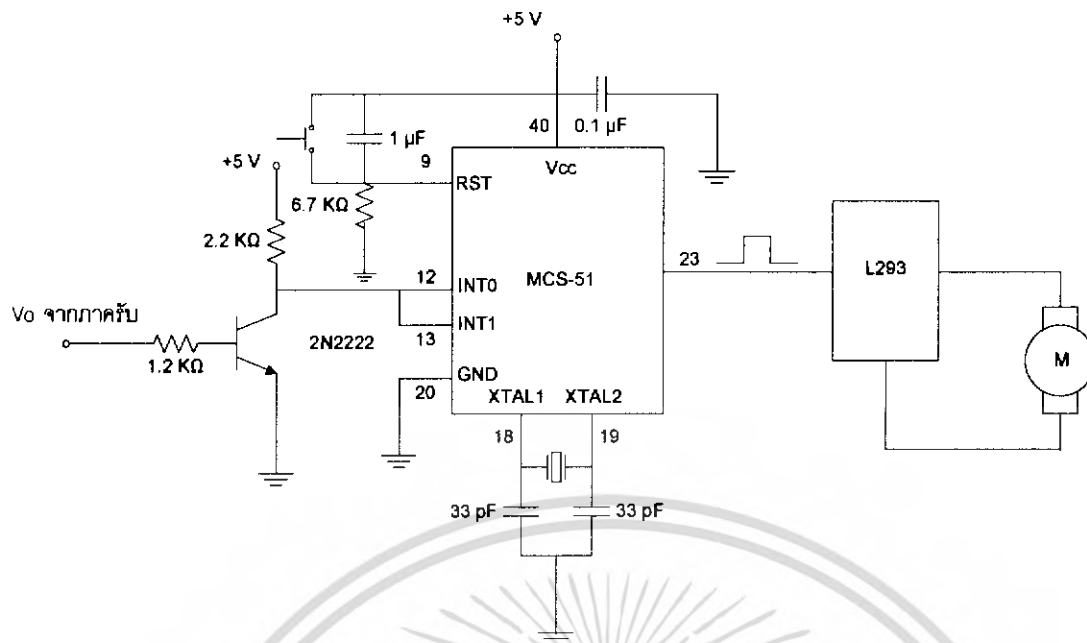 +5 V
40
0.1 µF
1 µF
+5 V
9
Vcc
RST
6.7 KΩ
2.2 KΩ
12
INT0
MCS-51
23
L293
Vo จากภาครับ
INT1
M
2N2222
13
1.2 KΩ
GND
20
XTAL1
XTAL2
18
19
33 pF
33 pF